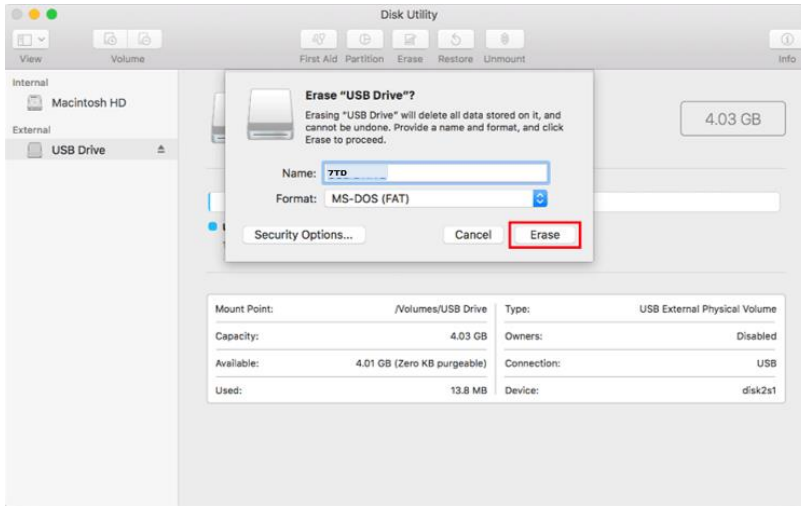 Disk Utility
View Volume First Aid Partition Erase Restore Unmount Info
Internal
Macintosh HD
External
USB Drive
Erase “USB Drive”?
Erasing “USB Drive” will delete all data stored on it, and
cannot be undone. Provide a name and format, and click
Erase to proceed.
Name: 7TD
Format: MS-DOS (FAT)
Security Options... Cancel Erase
4.03 GB
Mount Point: /Volumes/USB Drive Type: USB External Physical Volume
Capacity: 4.03 GB Owners: Disabled
Available: 4.01 GB (Zero KB purgeable) Connection: USB
Used: 13.8 MB Device: disk2s1